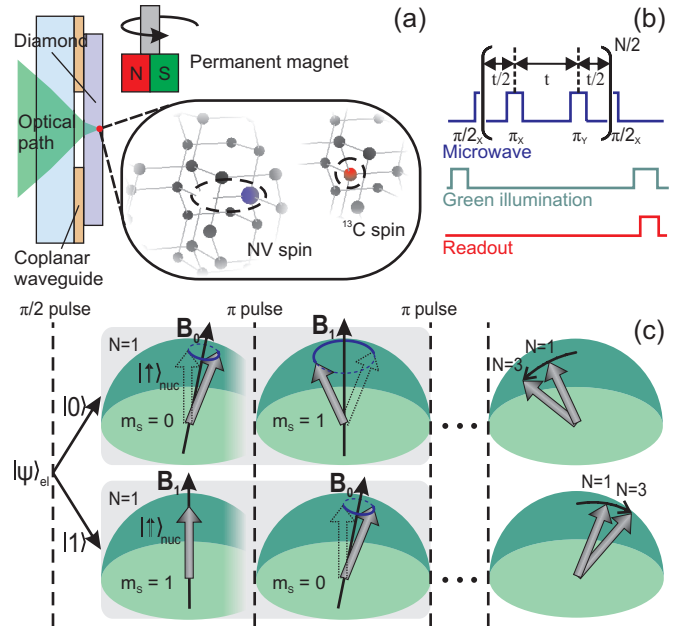 (a)
Diamond
Optical
path
Coplanar
waveguide
N S
Permanent magnet
NV spin
¹³C spin
(b)
N/2
t/2 t t/2
π/2ₓ πₓ π_Y π/2ₓ
Microwave
Green illumination
Readout
(c)
π/2 pulse π pulse π pulse
|ψ⟩el
|0⟩
N=1
B₀
|↑⟩nuc
mₛ = 0
B₁
mₛ = 1
• • •
N=1
N=3
|1⟩
N=1
B₁
|⇑⟩nuc
mₛ = 1
B₀
mₛ = 0
• • •
N=1
N=3